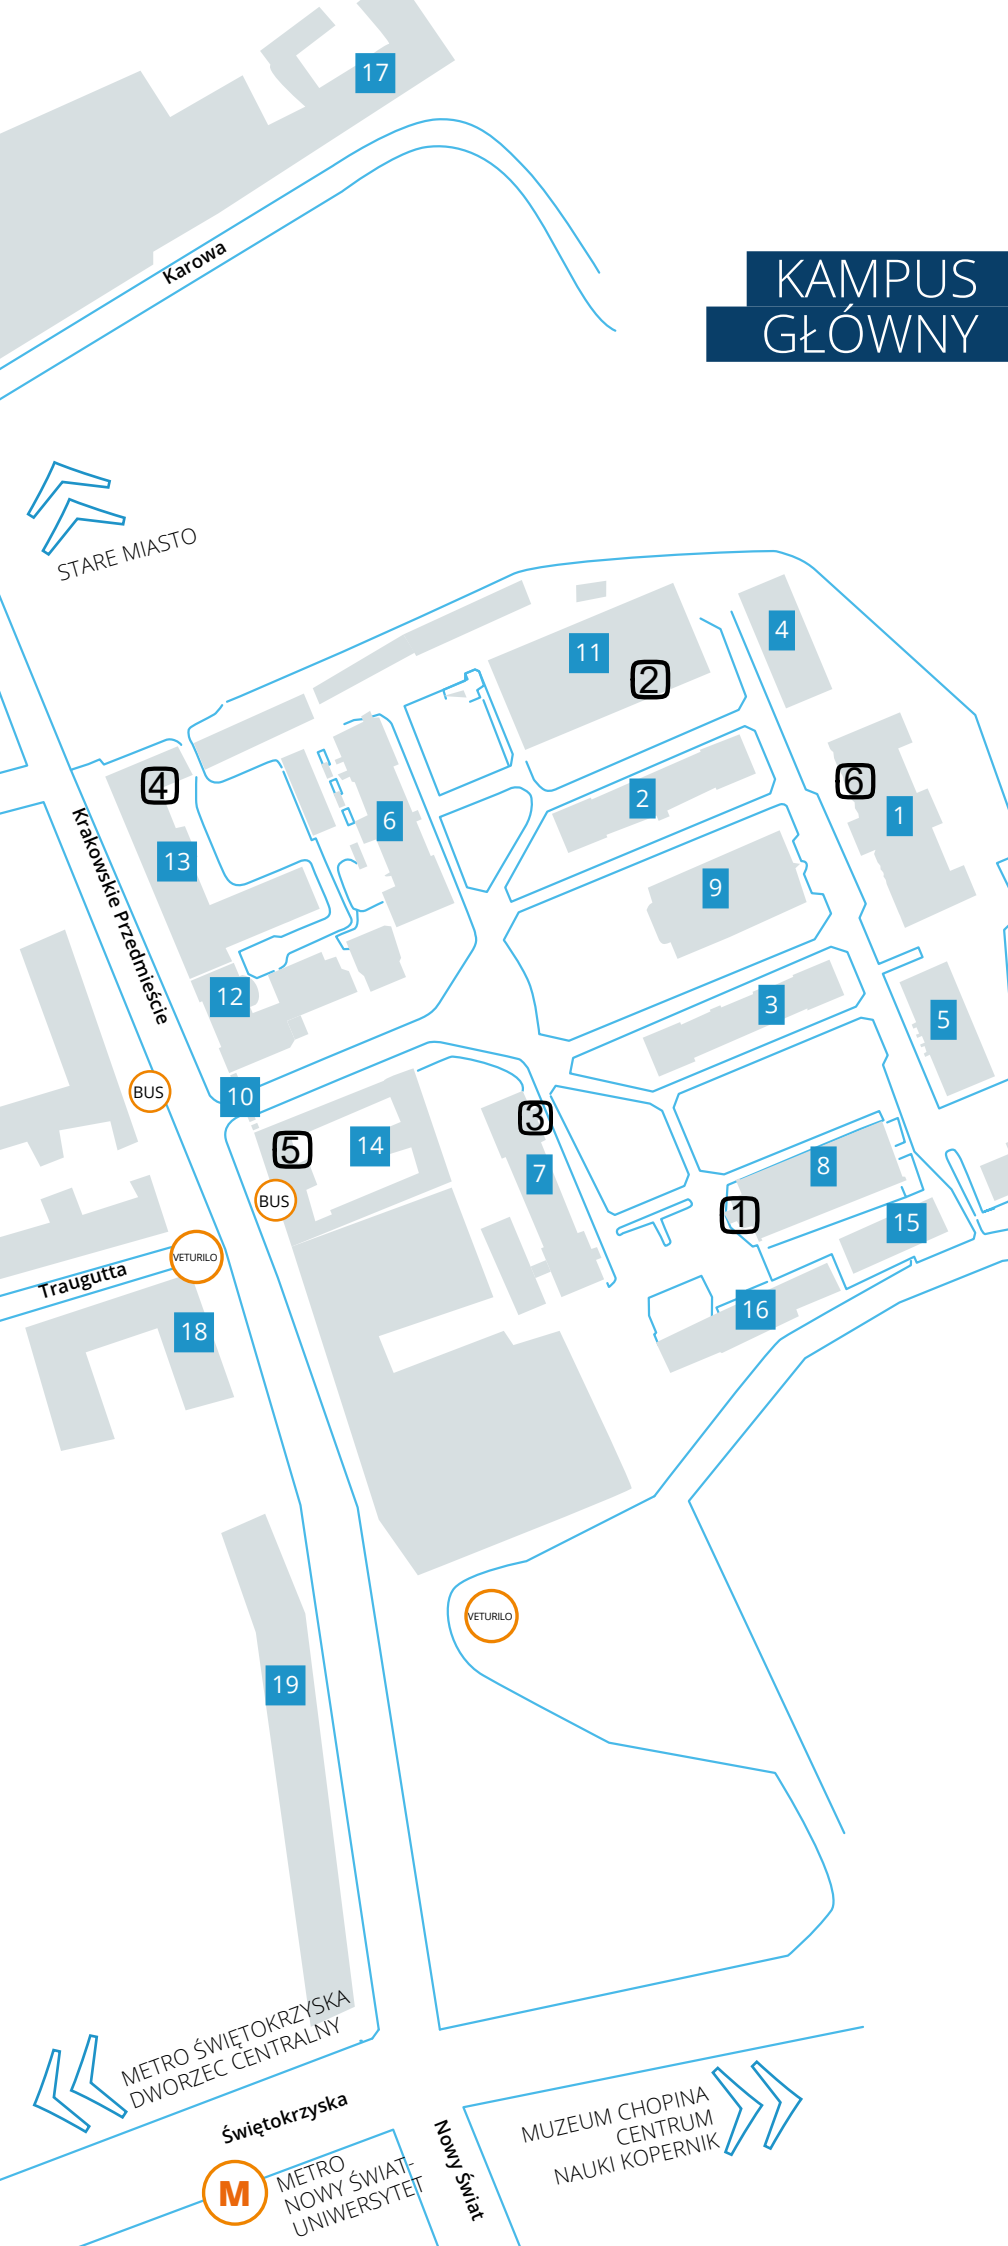 17
Karowa
KAMPUS
GŁÓWNY
STARE MIASTO
4
11
2
4
6
2
1
6
13
9
Krakowskie Przedmieście
12
3
5
BUS
10
3
5
14
8
7
BUS
1
15
VETURILO
Traugutta
16
18
VETURILO
19
METRO ŚWIĘTOKRZYSKA
DWORZEC CENTRALNY
Świętokrzyska
Nowy Świat
MUZEUM CHOPINA
CENTRUM
NAUKI KOPERNIK
M
METRO
NOWY ŚWIAT-
UNIWERSYTET